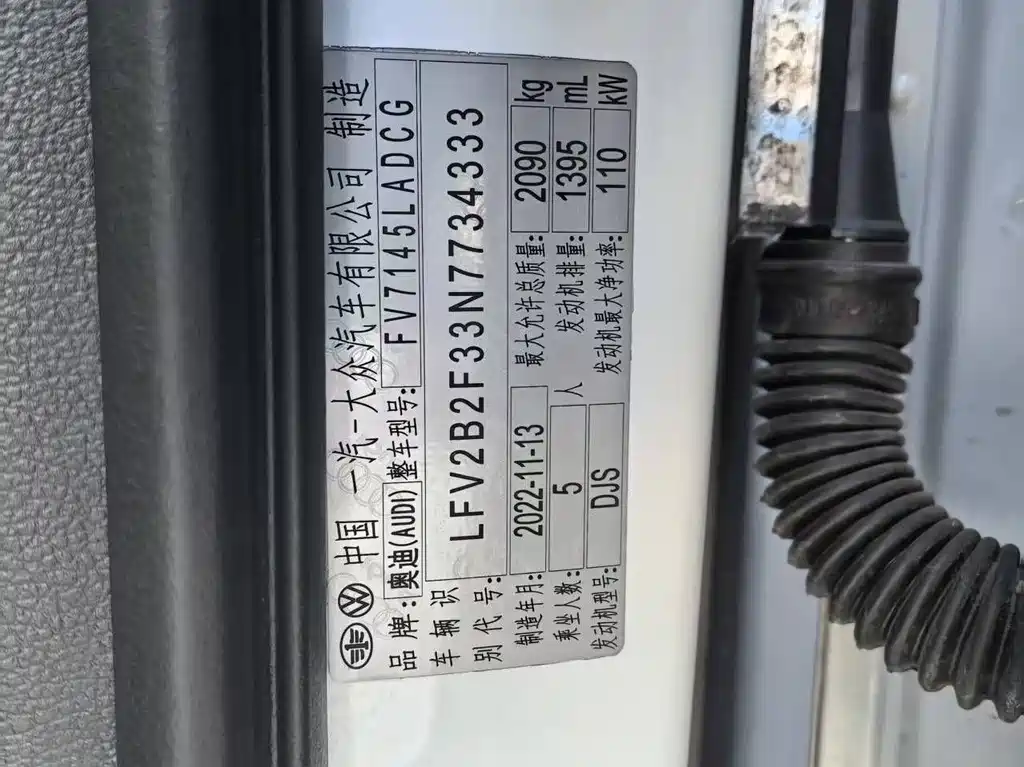 中国 一汽-大众汽车有限公司 制造
品牌: 奥迪(AUDI) 整车型号: FV7145LADCG
车辆识别代号: LFV2B2F33N7734333
制造年月: 2022-11-13 最大允许总质量: 2090 kg
乘坐人数: 5 人 发动机排量: 1395 mL
发动机型号: DJS 发动机最大净功率: 110 kW